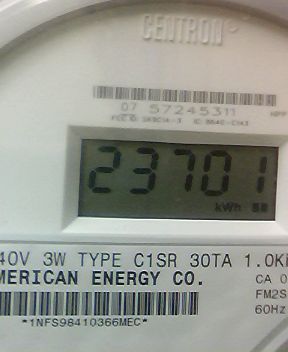 CENTRON®
07 57245311
23701
kWh
40V 3W TYPE C1SR 30TA 1.0K
MERICAN ENERGY CO.
CA 0
FM2S
60Hz
*1NFS98410366MEC*